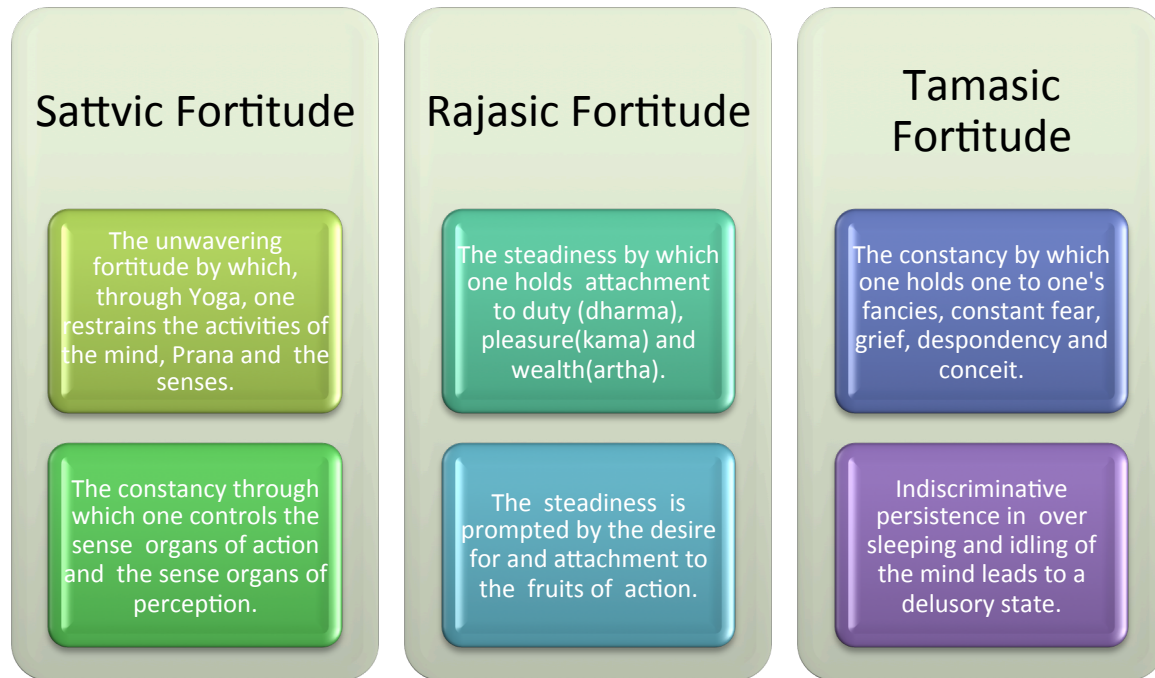 Sattvic Fortitude
The unwavering
fortitude by which,
through Yoga, one
restrains the activities of
the mind, Prana and the
senses.
The constancy through
which one controls the
sense organs of action
and the sense organs of
perception.
Rajasic Fortitude
The steadiness by which
one holds attachment
to duty (dharma),
pleasure(kama) and
wealth(artha).
The steadiness is
prompted by the desire
for and attachment to
the fruits of action.
Tamasic
Fortitude
The constancy by which
one holds one to one's
fancies, constant fear,
grief, despondency and
conceit.
Indiscriminative
persistence in over
sleeping and idling of
the mind leads to a
delusory state.